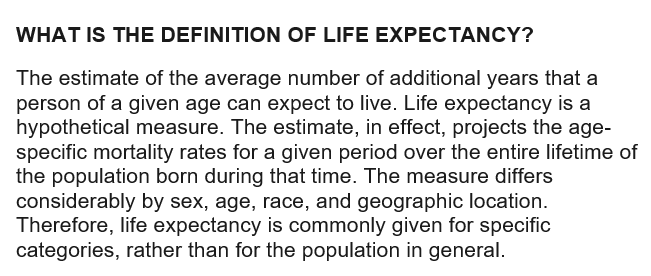 WHAT IS THE DEFINITION OF LIFE EXPECTANCY?
The estimate of the average number of additional years that a
person of a given age can expect to live. Life expectancy is a
hypothetical measure. The estimate, in effect, projects the age-
specific mortality rates for a given period over the entire lifetime of
the population born during that time. The measure differs
considerably by sex, age, race, and geographic location.
Therefore, life expectancy is commonly given for specific
categories, rather than for the population in general.